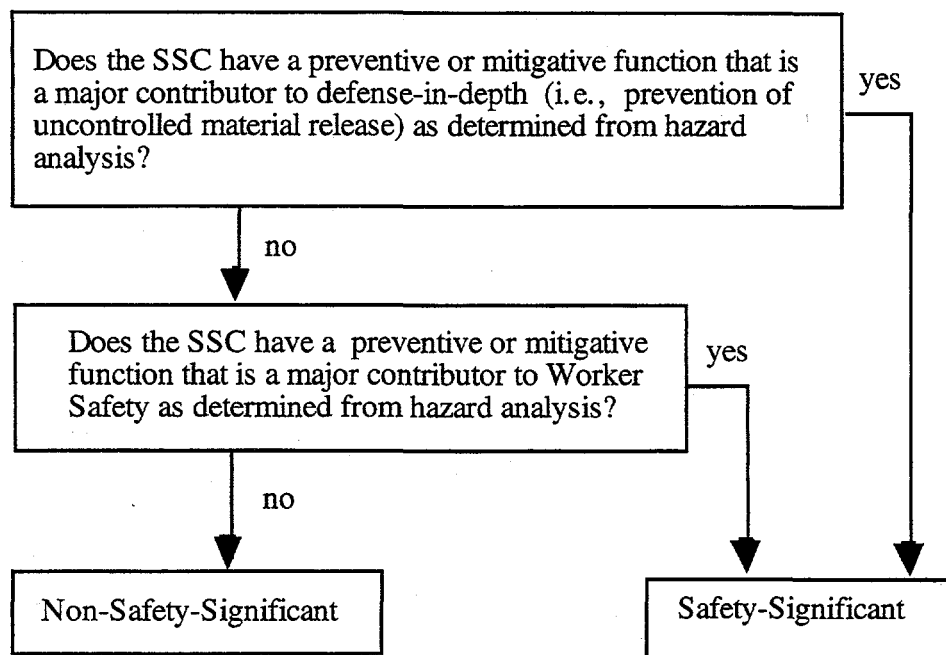 Does the SSC have a preventive or mitigative function that is
a major contributor to defense-in-depth (i.e., prevention of
uncontrolled material release) as determined from hazard
analysis?
yes
no
Does the SSC have a preventive or mitigative
function that is a major contributor to Worker
Safety as determined from hazard analysis?
yes
no
Non-Safety-Significant
Safety-Significant